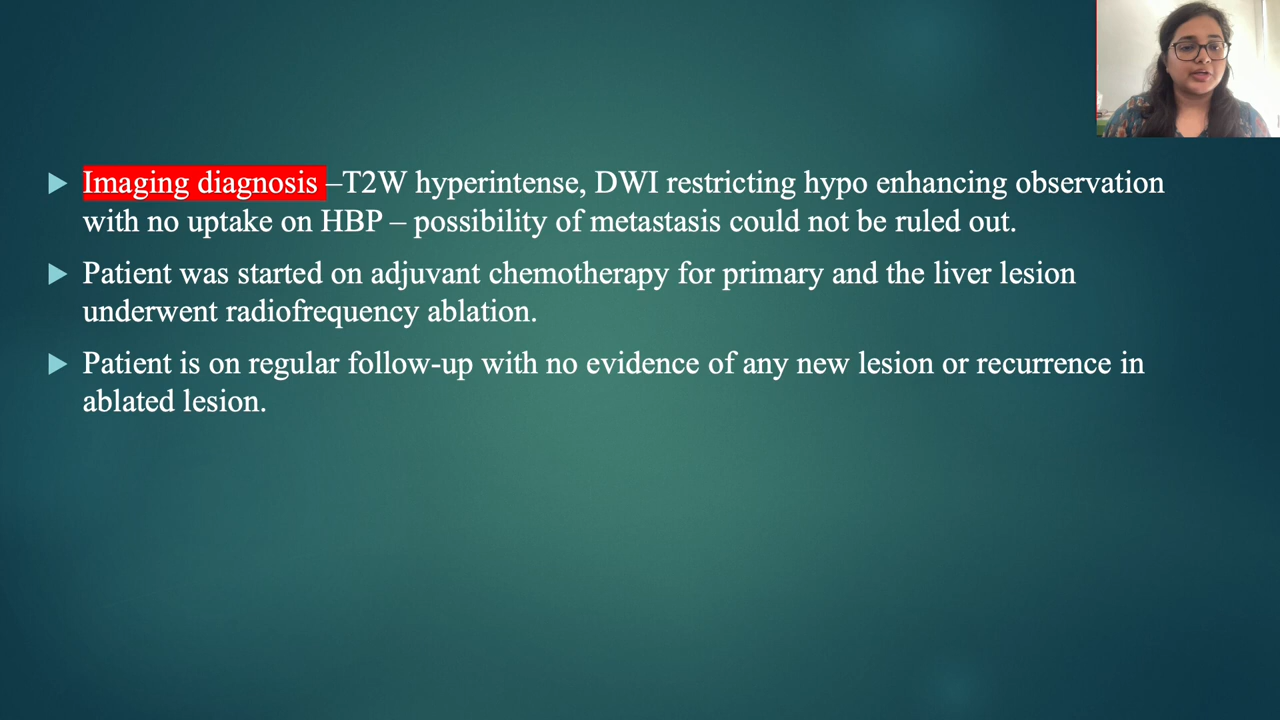 Imaging diagnosis –T2W hyperintense, DWI restricting hypo enhancing observation
with no uptake on HBP – possibility of metastasis could not be ruled out.
Patient was started on adjuvant chemotherapy for primary and the liver lesion
underwent radiofrequency ablation.
Patient is on regular follow-up with no evidence of any new lesion or recurrence in
ablated lesion.